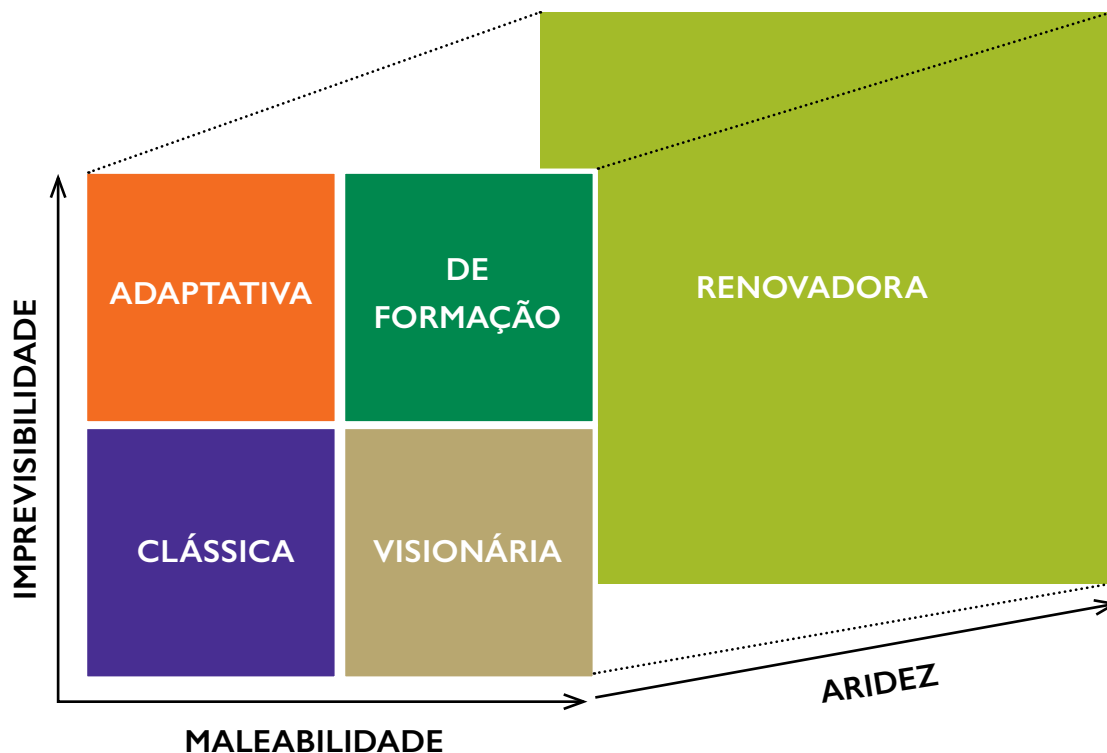 ADAPTATIVA
DE
FORMAÇÃO
RENOVADORA
IMPREVISIBILIDADE
CLÁSSICA
VISIONÁRIA
ARIDEZ
MALEABILIDADE